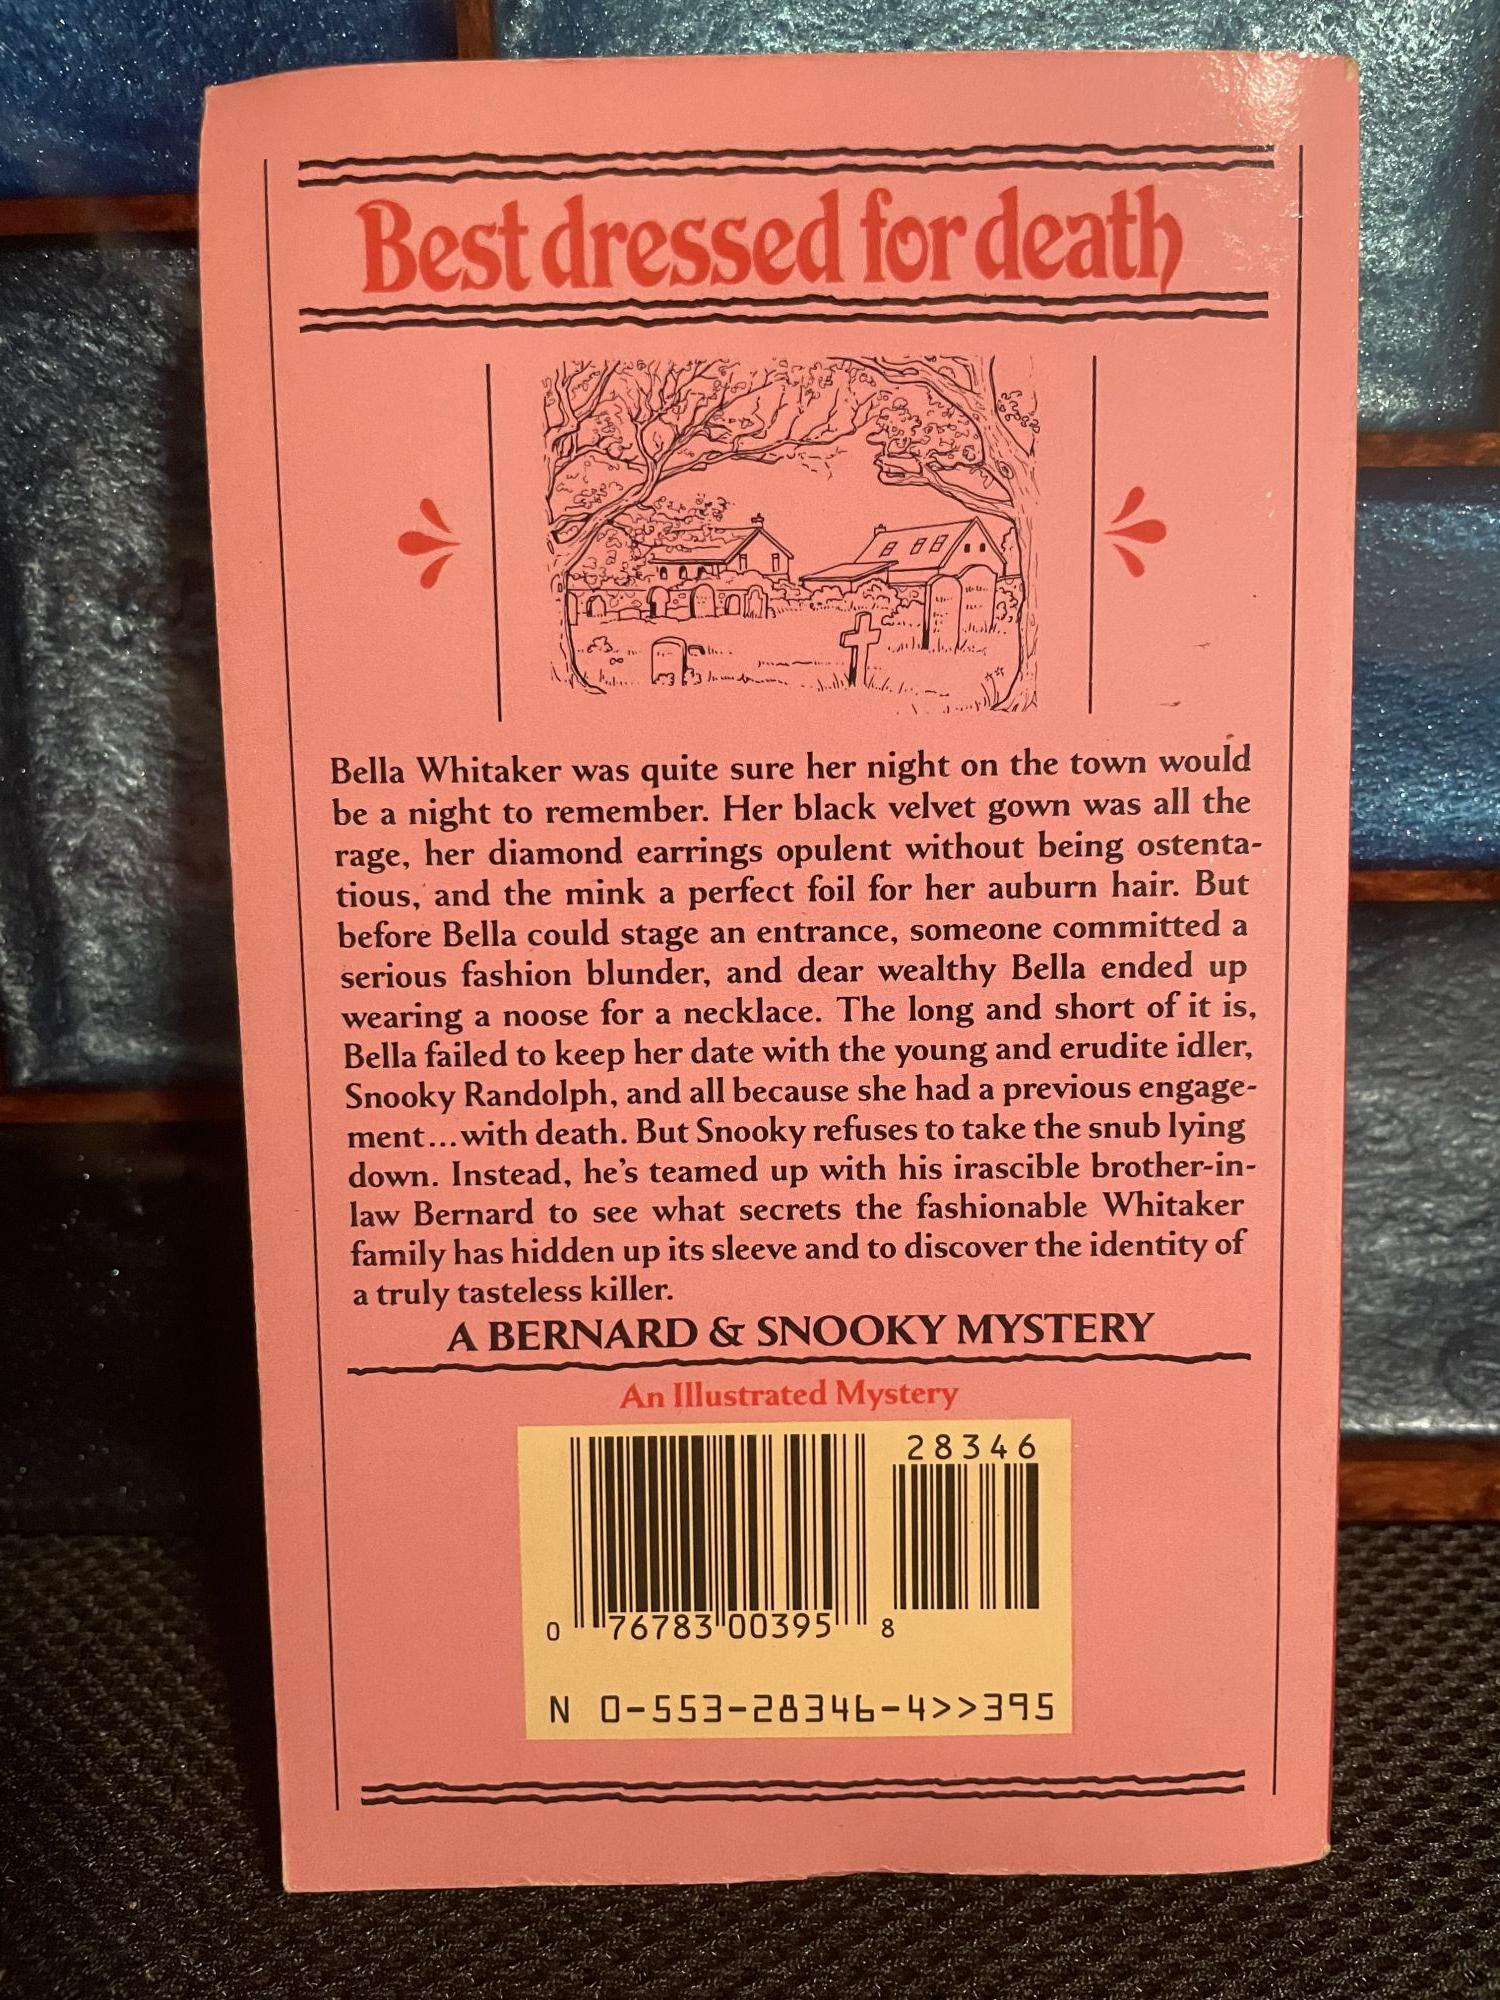 Best dressed for death
Bella Whitaker was quite sure her night on the town would
be a night to remember. Her black velvet gown was all the
rage, her diamond earrings opulent without being ostenta-
tious, and the mink a perfect foil for her auburn hair. But
before Bella could stage an entrance, someone committed a
serious fashion blunder, and dear wealthy Bella ended up
wearing a noose for a necklace. The long and short of it is,
Bella failed to keep her date with the young and erudite idler,
Snooky Randolph, and all because she had a previous engage-
ment...with death. But Snooky refuses to take the snub lying
down. Instead, he's teamed up with his irascible brother-in-
law Bernard to see what secrets the fashionable Whitaker
family has hidden up its sleeve and to discover the identity of
a truly tasteless killer.
A BERNARD & SNOOKY MYSTERY
An Illustrated Mystery
28346
0 76783 00395 8
N 0-553-28346-4>>395